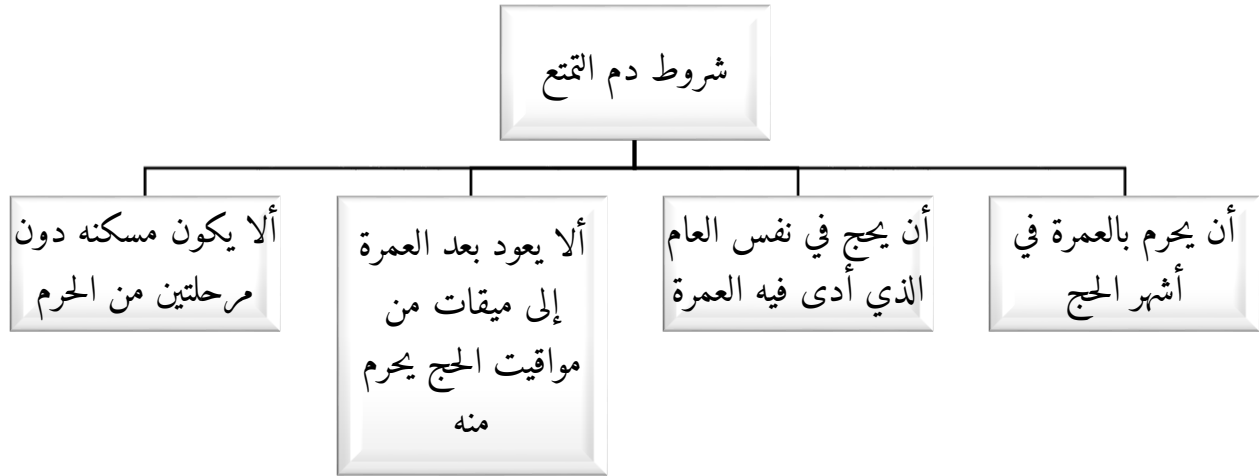 شروط دم التمتع
أن يحرم بالعمرة في
أشهر الحج
أن يحج في نفس العام
الذي أدى فيه العمرة
ألا يعود بعد العمرة
إلى ميقات من
مواقيت الحج يحرم
منه
ألا يكون مسكنه دون
مرحلتين من الحرم